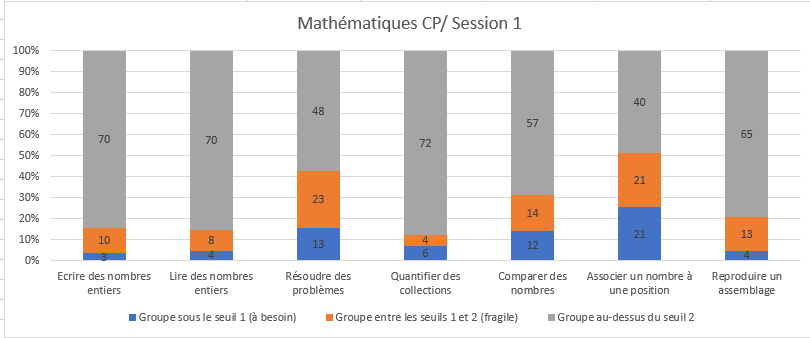 Mathématiques CP/ Session 1
100%
90%
80%
70%
60%
50%
40%
30%
20%
10%
0%
70 70 48 72 57 40 65
10 8 23 4 14 21 13
3 4 13 6 12 21 4
Ecrire des nombres entiers
Lire des nombres entiers
Résoudre des problèmes
Quantifier des collections
Comparer des nombres
Associer un nombre à une position
Reproduire un assemblage
Groupe sous le seuil 1 (à besoin) Groupe entre les seuils 1 et 2 (fragile) Groupe au-dessus du seuil 2